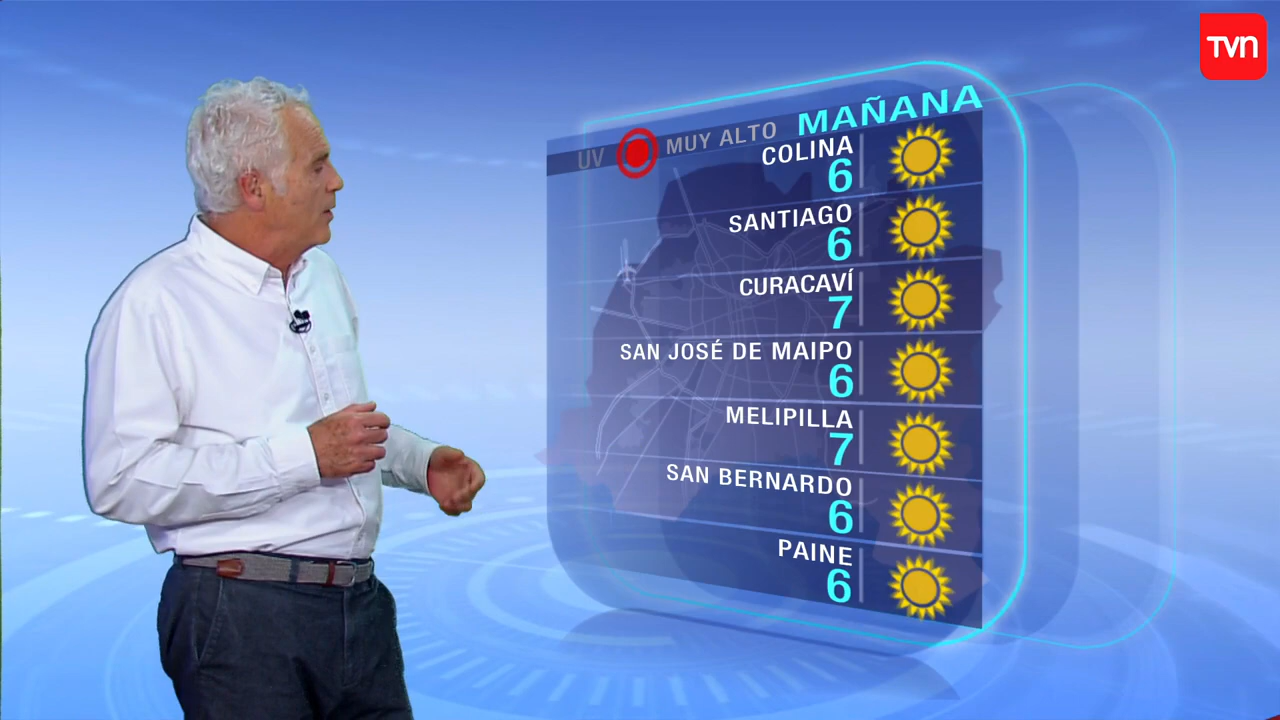 TVN
MAÑANA
UV MUY ALTO
COLINA
6
SANTIAGO
6
CURACAVÍ
7
SAN JOSÉ DE MAIPO
6
MELIPILLA
7
SAN BERNARDO
6
PAINE
6